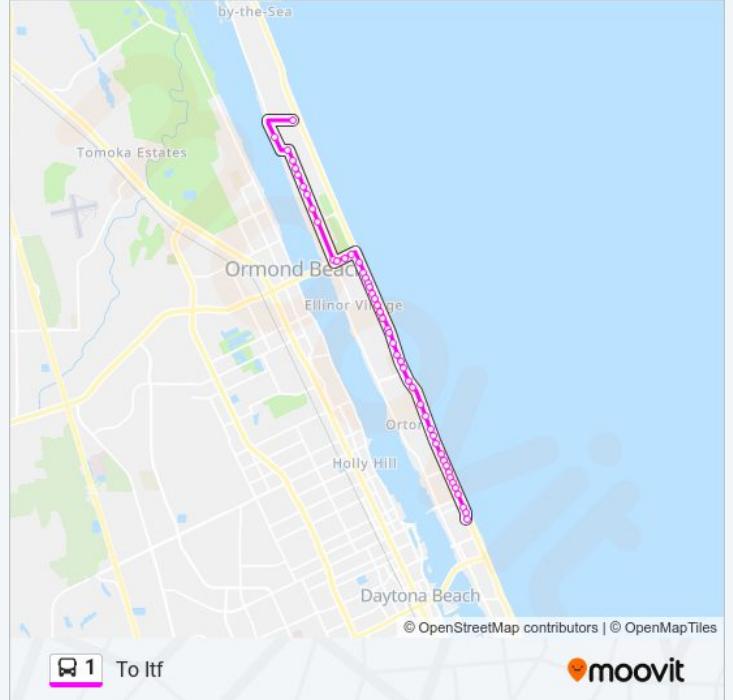 by-the-Sea
Tomoka Estates
Ormond Beach
Ellinor Village
Orto
Holly Hill
Daytona Beach
© OpenStreetMap contributors | © OpenMapTiles
1 To Itf
moovit